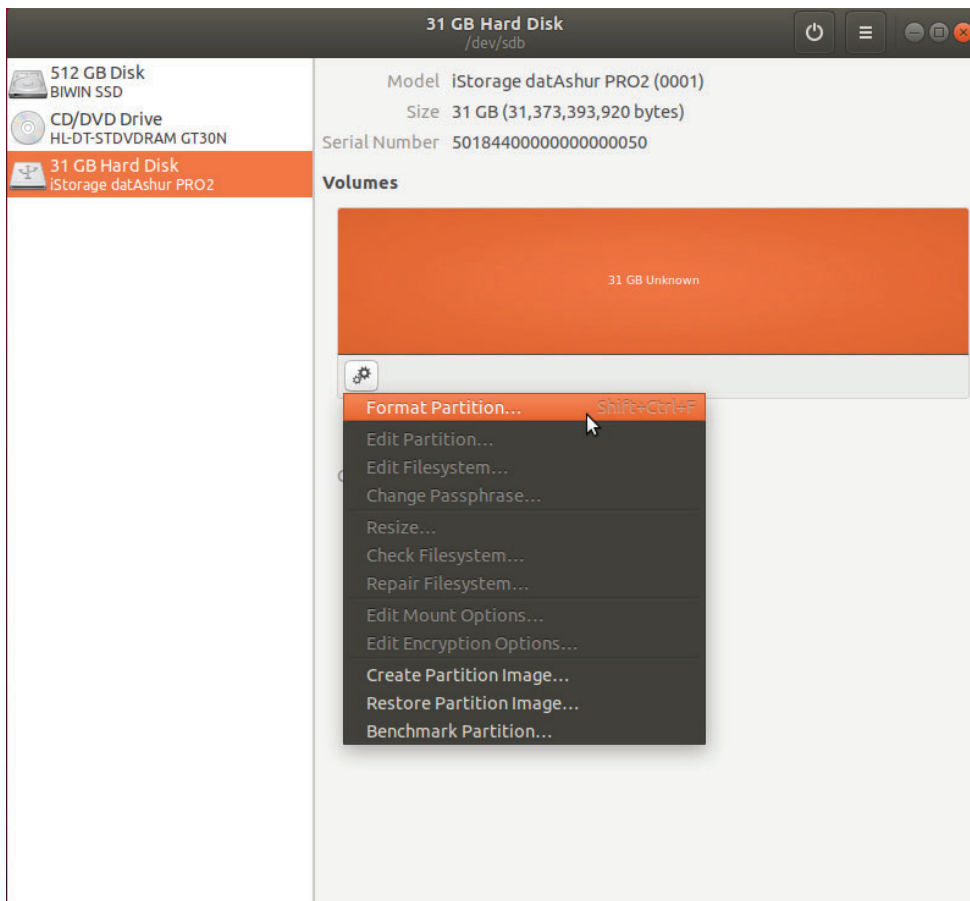 31 GB Hard Disk
/dev/sdb
512 GB Disk
BIWIN SSD
CD/DVD Drive
HL-DT-STDVDRAM GT30N
31 GB Hard Disk
iStorage datAshur PRO2
Model iStorage datAshur PRO2 (0001)
Size 31 GB (31,373,393,920 bytes)
Serial Number 50184400000000000050
Volumes
31 GB Unknown
Format Partition... Shift+Ctrl+F
Edit Partition...
Edit Filesystem...
Change Passphrase...
Resize...
Check Filesystem...
Repair Filesystem...
Edit Mount Options...
Edit Encryption Options...
Create Partition Image...
Restore Partition Image...
Benchmark Partition...